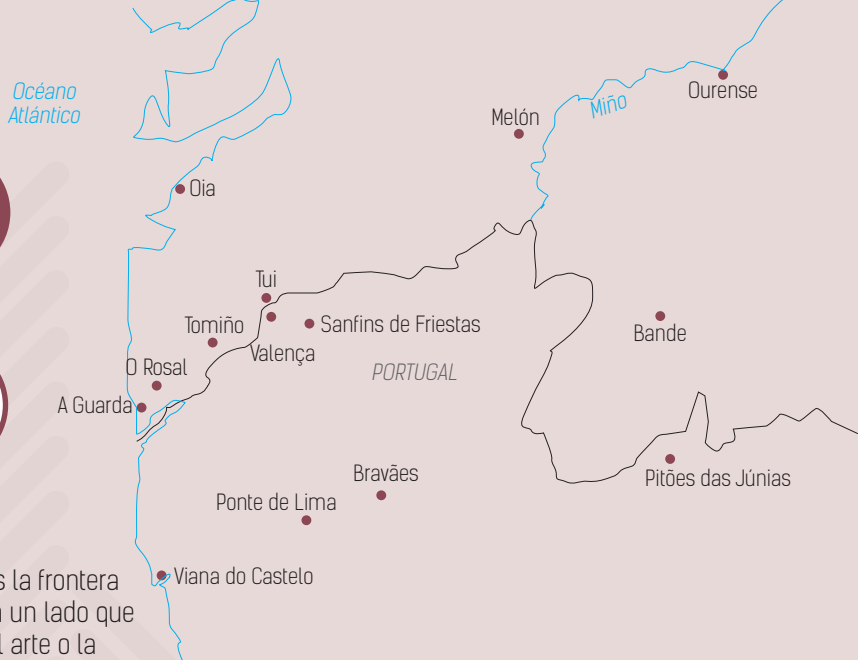 Océano
Atlántico
Miño
Ourense
Melón
Oia
Tui
Tomiño
Sanfins de Friestas
Valença
Bande
O Rosal
PORTUGAL
A Guarda
Bravães
Pitões das Júnias
Ponte de Lima
Viana do Castelo
s la frontera
un lado que
l arte o la